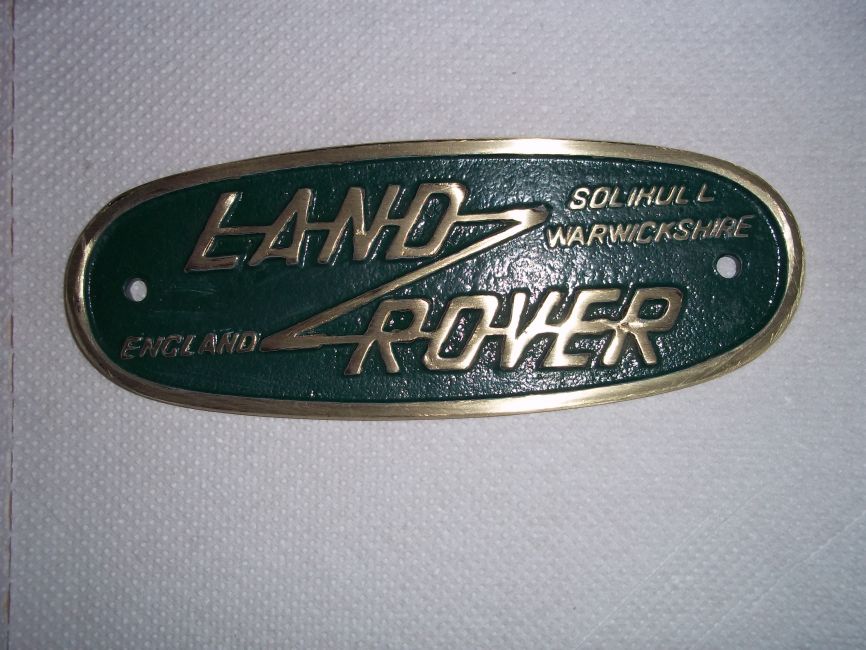 LAND
SOLIHULL
WARWICKSHIRE
ENGLAND
ROVER